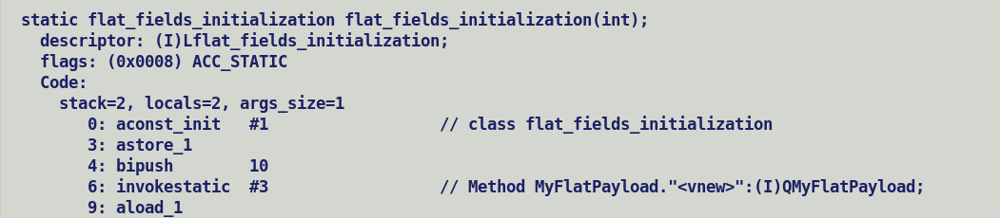 static flat_fields_initialization flat_fields_initialization(int);
descriptor: (I)Lflat_fields_initialization;
flags: (0x0008) ACC_STATIC
Code:
stack=2, locals=2, args_size=1
0: aconst_init #1 // class flat_fields_initialization
3: astore_1
4: bipush 10
6: invokestatic #3 // Method MyFlatPayload."<vnew>":(I)QMyFlatPayload;
9: aload_1